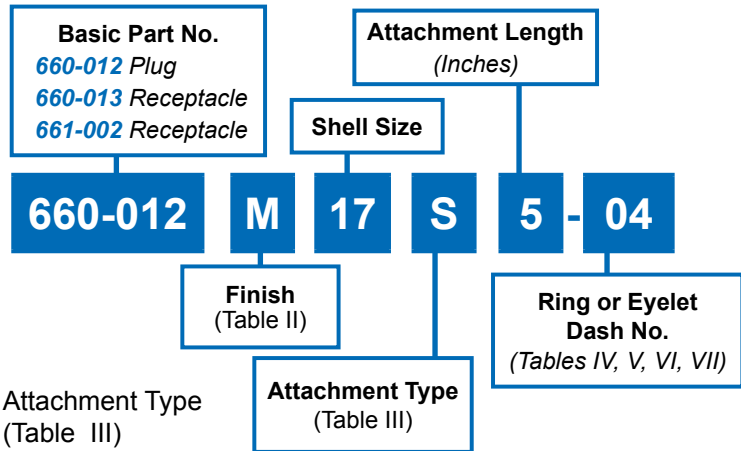 Basic Part No.
660-012 Plug
660-013 Receptacle
661-002 Receptacle
Attachment Length
(Inches)
Shell Size
660-012 M 17 S 5 - 04
Finish
(Table II)
Ring or Eyelet
Dash No.
(Tables IV, V, VI, VII)
Attachment Type
(Table III)
Attachment Type
(Table III)